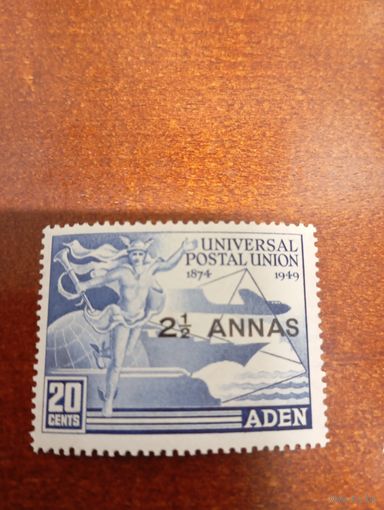 UNIVERSAL
POSTAL UNION
1874 1949
2½ ANNAS
20
CENTS
ADEN